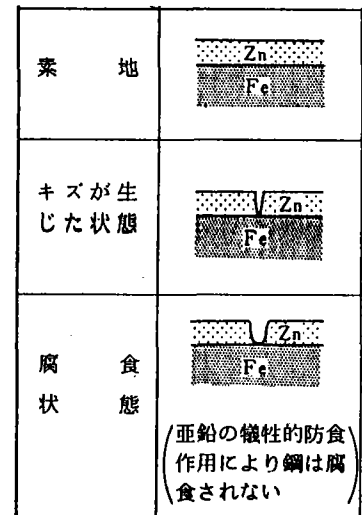 素地
Zn
Fe
キズが生
じた状態
Zn
Fe
腐食
状態
Zn
Fe
(亜鉛の犠牲的防食
作用により鋼は腐
食されない)